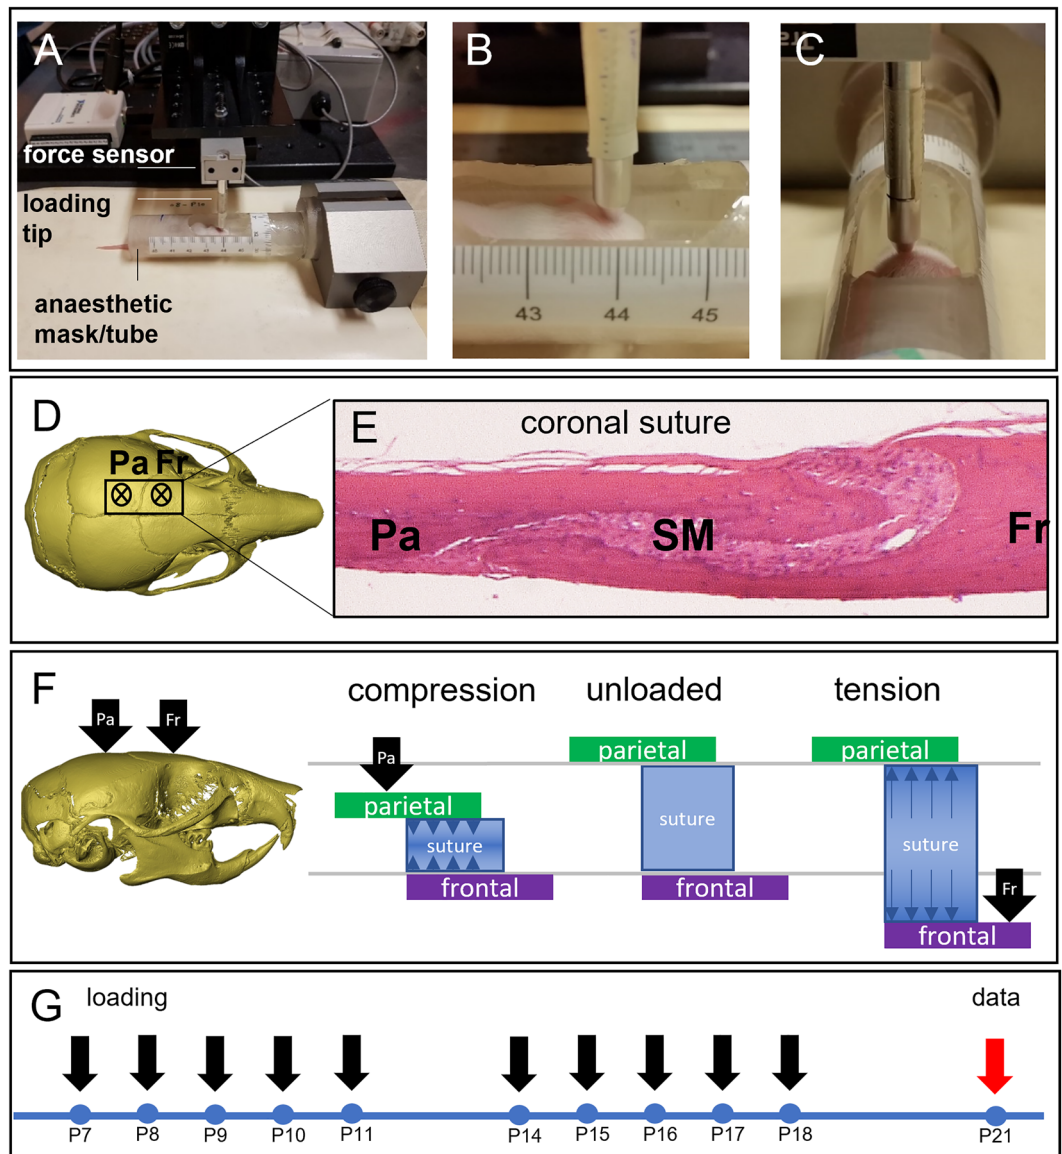 A
force sensor
loading
tip
anaesthetic
mask/tube
B
43 44 45
C
D
Pa Fr
E
coronal suture
Pa SM Fr
F
Pa Fr
compression unloaded tension
Pa
parietal
suture
frontal
parietal
suture
frontal
parietal
suture
Fr
frontal
G
loading data
P7 P8 P9 P10 P11 P14 P15 P16 P17 P18 P21